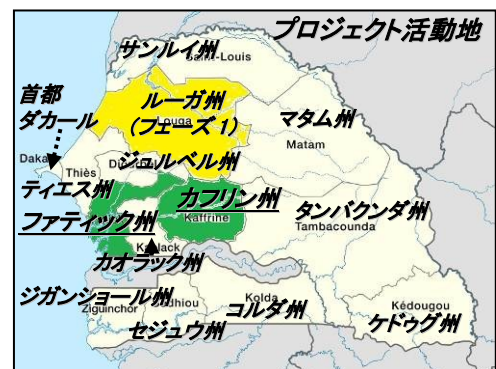 プロジェクト活動地
サンルイ州
Saint-Louis
首都
ダカール
ルーガ州
Louga
(フェーズ1)
マタム州
Matam
Dakar
Thiès
ジュルベル州
ティエス州
カフリン州
Kaffrine
タンバクンダ州
Tambacounda
ファティック州
Kaolack
カオラック州
ジガンショール州
Ziguinchor
Kolda
コルダ州
セジュウ州
Kédougou
ケドゥグ州